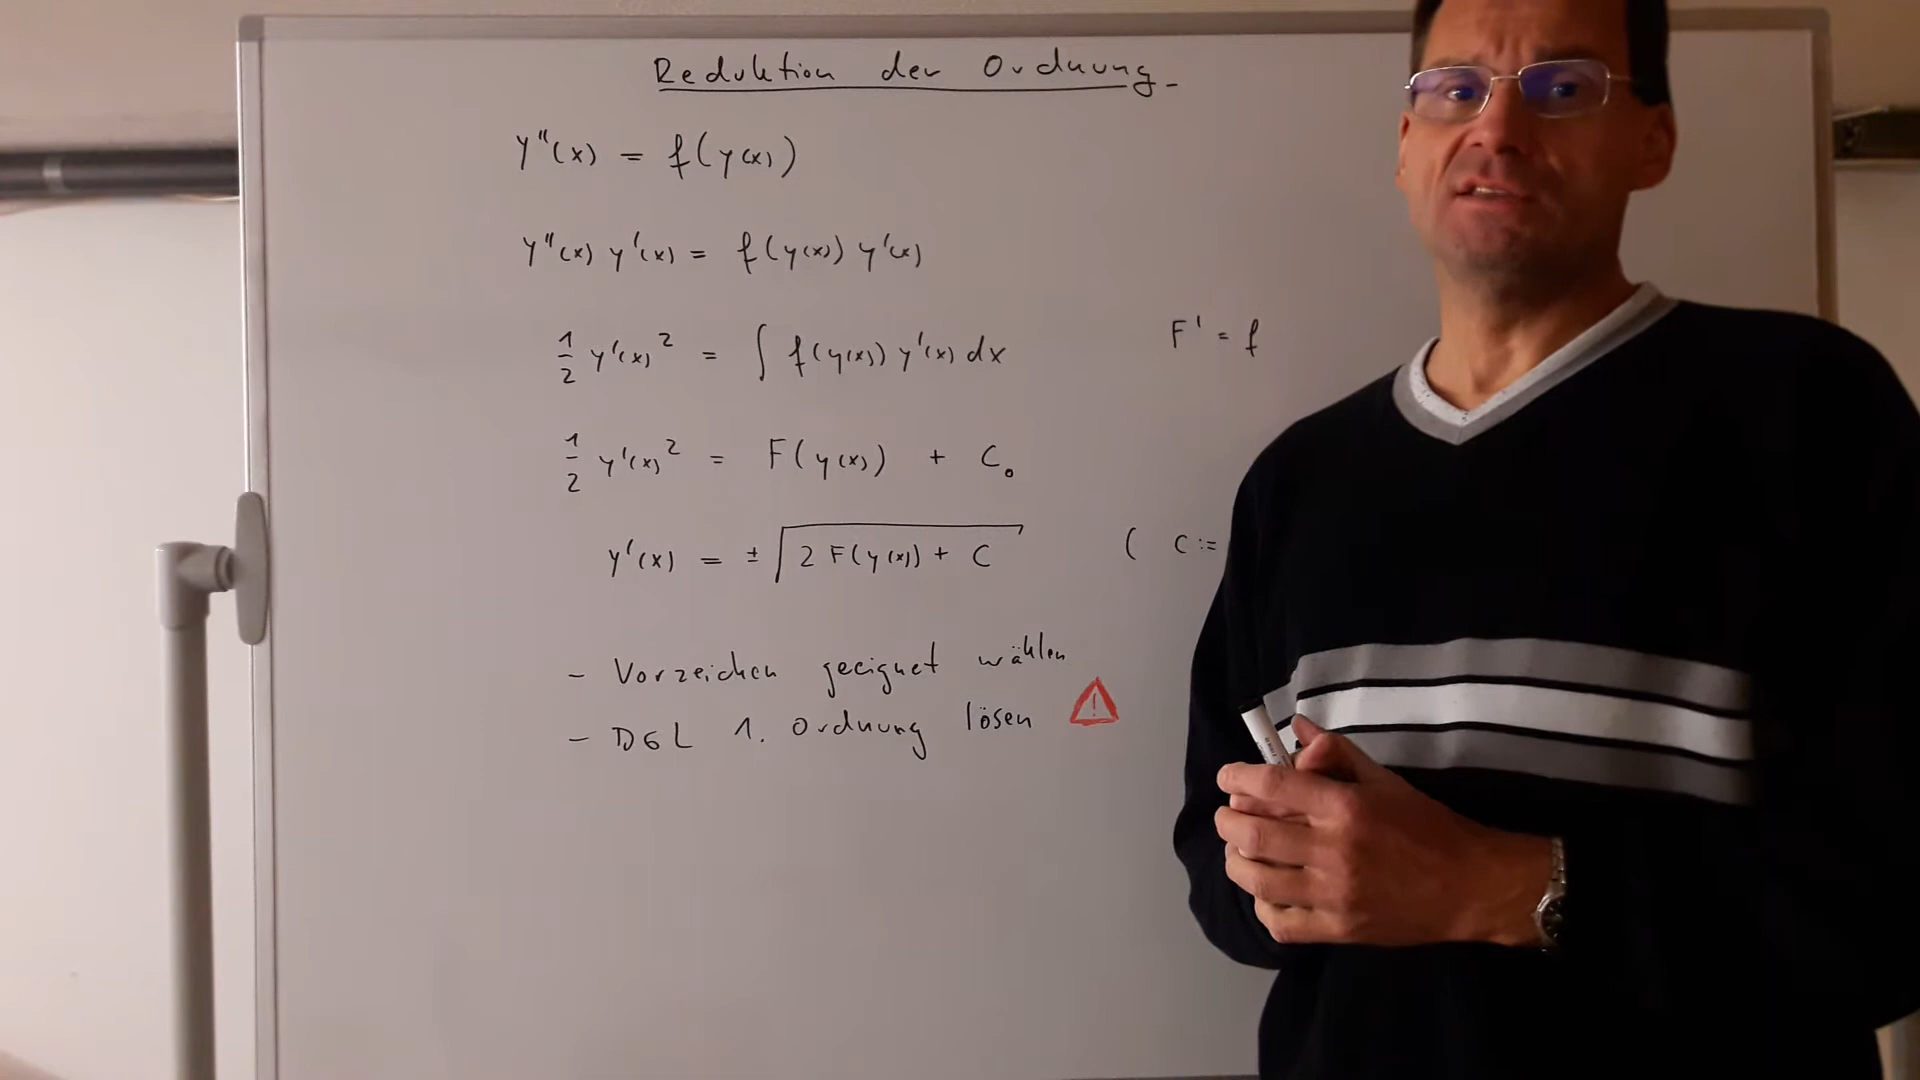 Reduktion der Ordnung
y''(x) = f(y(x))
y''(x) y'(x) = f(y(x)) y'(x)
1/2 y'(x)² = ∫ f(y(x)) y'(x) dx    F' = f
1/2 y'(x)² = F(y(x)) + C₀
y'(x) = ± √(2 F(y(x)) + C)    ( C :=
- Vorzeichen geeignet wählen
- DGL 1. Ordnung lösen ⚠